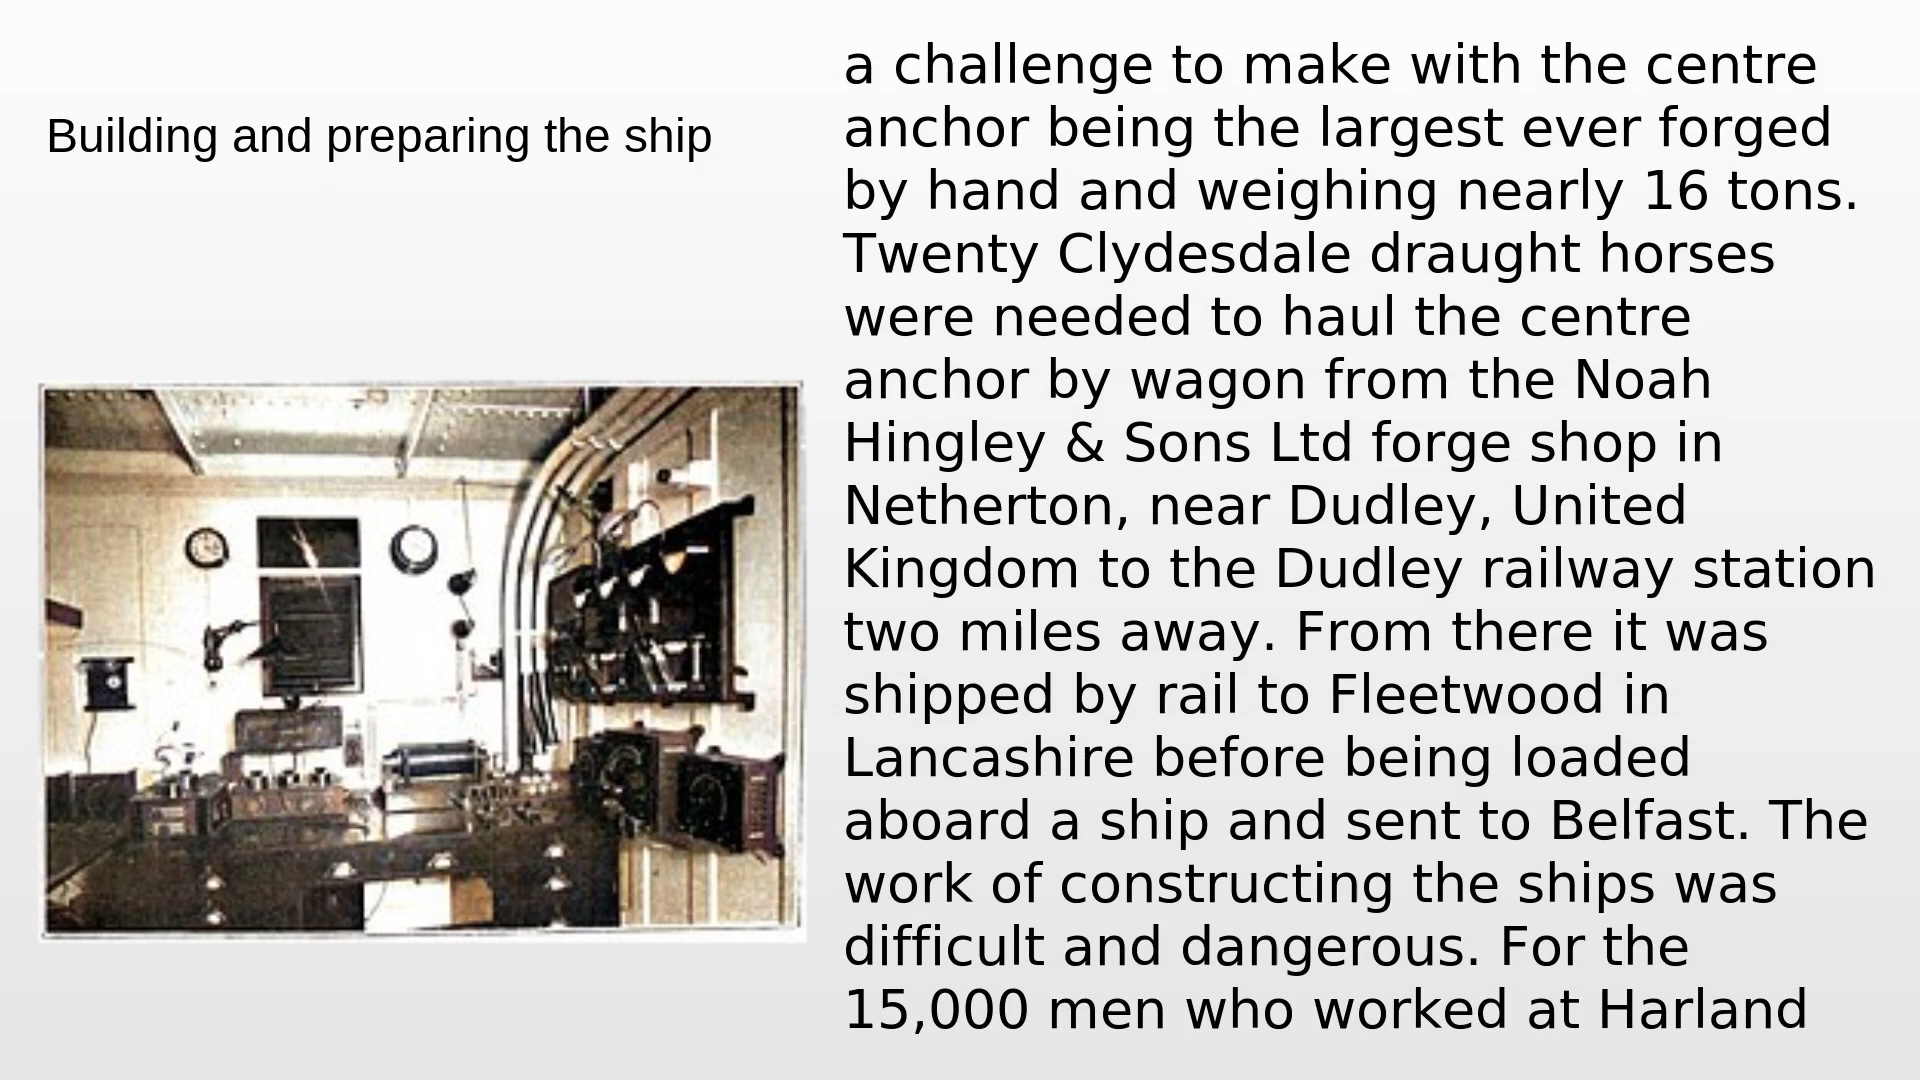 Building and preparing the ship
a challenge to make with the centre
anchor being the largest ever forged
by hand and weighing nearly 16 tons.
Twenty Clydesdale draught horses
were needed to haul the centre
anchor by wagon from the Noah
Hingley & Sons Ltd forge shop in
Netherton, near Dudley, United
Kingdom to the Dudley railway station
two miles away. From there it was
shipped by rail to Fleetwood in
Lancashire before being loaded
aboard a ship and sent to Belfast. The
work of constructing the ships was
difficult and dangerous. For the
15,000 men who worked at Harland